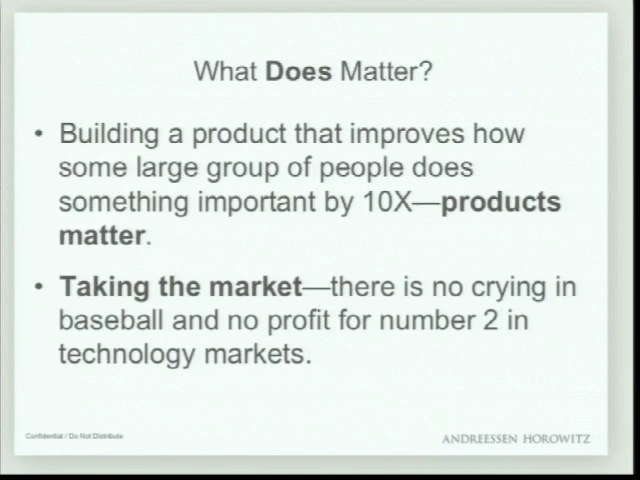 What Does Matter?
• Building a product that improves how
some large group of people does
something important by 10X—products
matter.
• Taking the market—there is no crying in
baseball and no profit for number 2 in
technology markets.
Confidential / Do Not Distribute
ANDREESSEN HOROWITZ